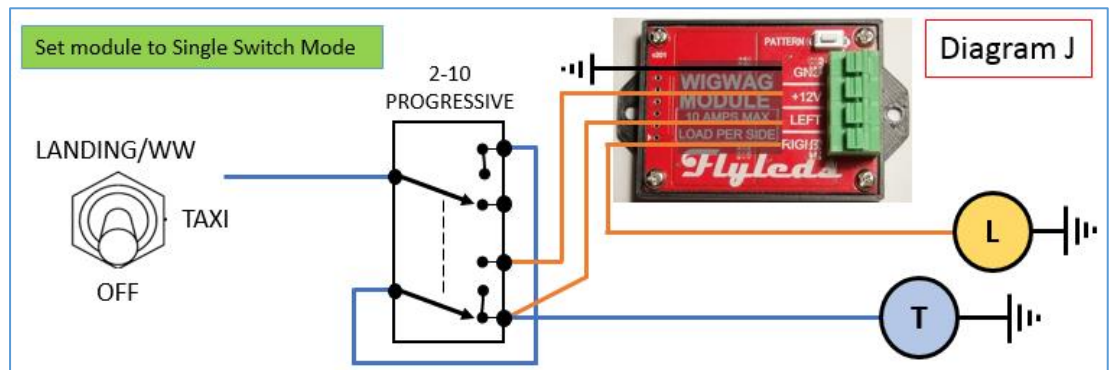 Set module to Single Switch Mode
Diagram J
2-10
PROGRESSIVE
LANDING/WW
TAXI
OFF
PATTERN
GND
+12V
LEFT
RIGHT
WIGWAG
MODULE
10 AMPS MAX
LOAD PER SIDE
Flyleds
L
T